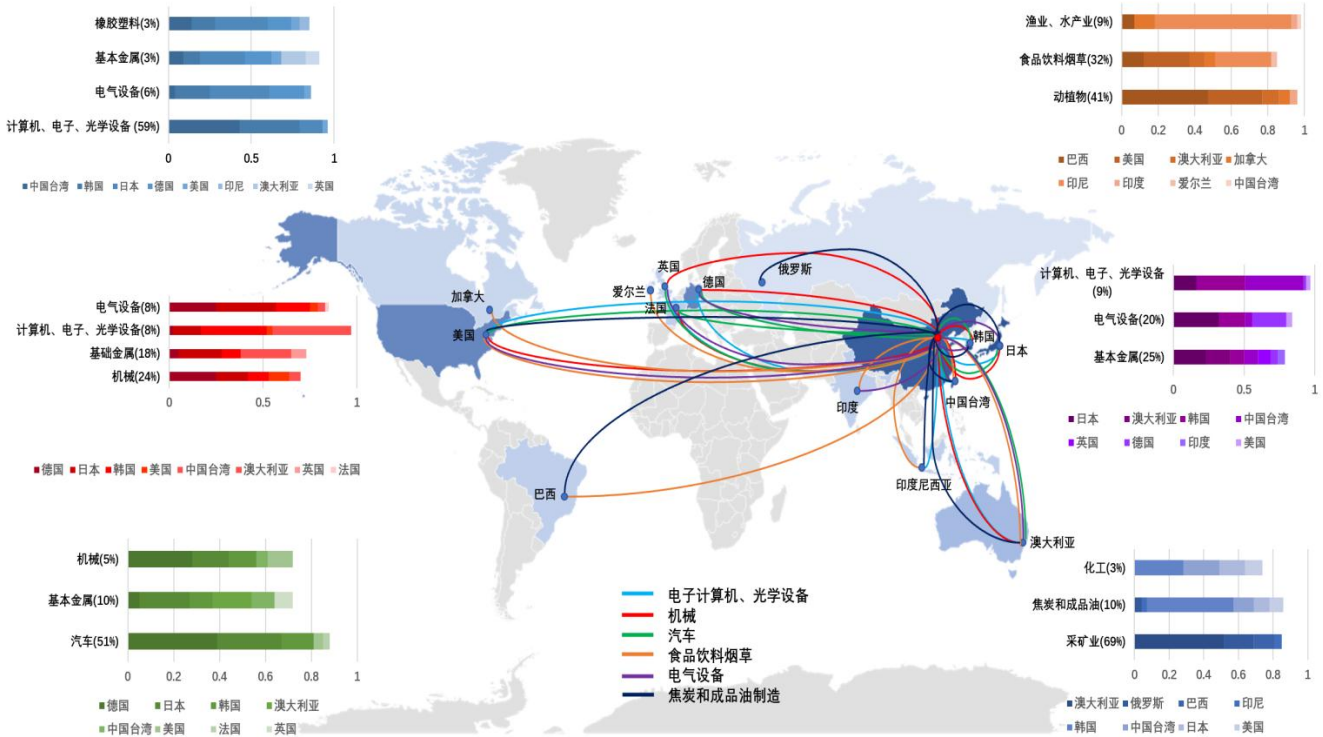 橡胶塑料(3%)
基本金属(3%)
电气设备(6%)
计算机、电子、光学设备 (59%)
0 0.5 1
中国台湾 韩国 日本 德国 美国 印尼 澳大利亚 英国
渔业、水产业(9%)
食品饮料烟草(32%)
动植物(41%)
0 0.2 0.4 0.6 0.8 1
巴西 美国 澳大利亚 加拿大
印尼 印度 爱尔兰 中国台湾
电气设备(8%)
计算机、电子、光学设备(8%)
基础金属(18%)
机械(24%)
0 0.5 1
德国 日本 韩国 美国 中国台湾 澳大利亚 英国 法国
计算机、电子、光学设备
(9%)
电气设备(20%)
基本金属(25%)
0 0.5 1
日本 澳大利亚 韩国 中国台湾
英国 德国 印度 美国
加拿大
美国
巴西
英国
爱尔兰
法国
德国
俄罗斯
韩国
日本
中国台湾
印度
印度尼西亚
澳大利亚
机械(5%)
基本金属(10%)
汽车(51%)
0 0.2 0.4 0.6 0.8 1
德国 日本 韩国 澳大利亚
中国台湾 美国 法国 英国
电子计算机、光学设备
机械
汽车
食品饮料烟草
电气设备
焦炭和成品油制造
化工(3%)
焦炭和成品油(10%)
采矿业(69%)
0 0.2 0.4 0.6 0.8 1
澳大利亚 俄罗斯 巴西 印尼
韩国 中国台湾 日本 美国